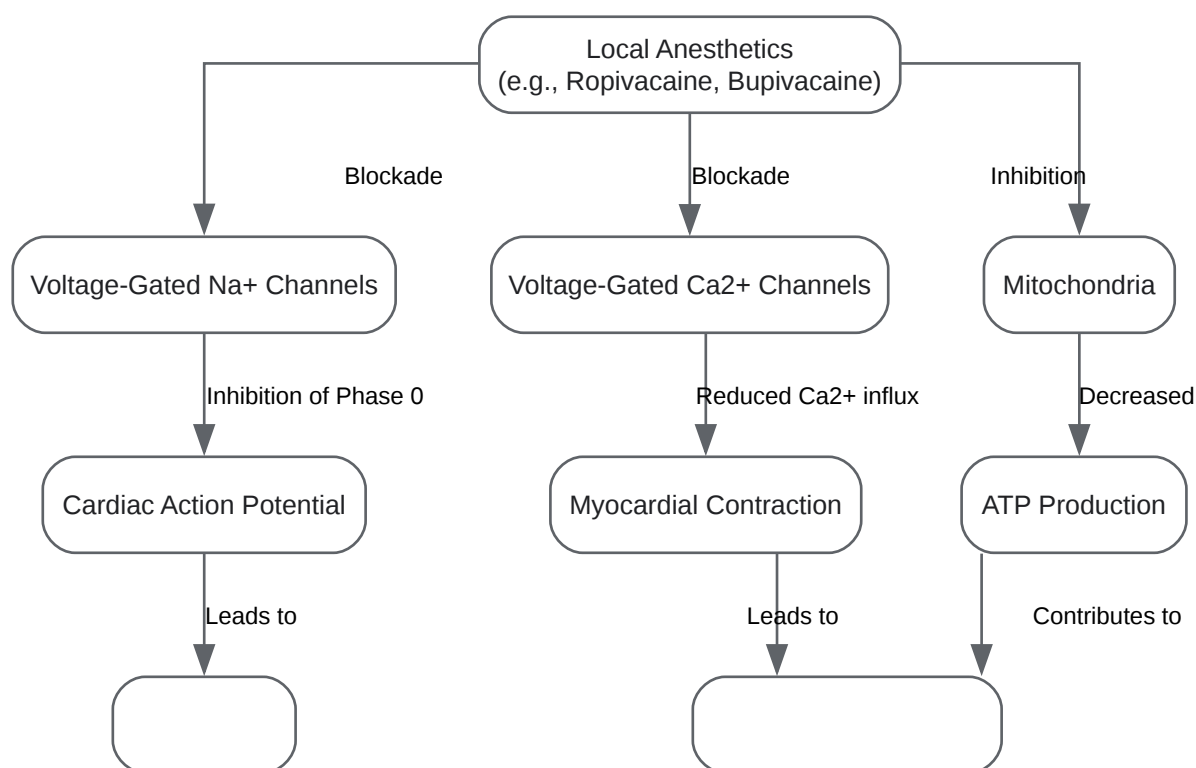 Local Anesthetics
(e.g., Ropivacaine, Bupivacaine)
Blockade
Blockade
Inhibition
Voltage-Gated Na+ Channels
Voltage-Gated Ca2+ Channels
Mitochondria
Inhibition of Phase 0
Reduced Ca2+ influx
Decreased
Cardiac Action Potential
Myocardial Contraction
ATP Production
Leads to
Leads to
Contributes to